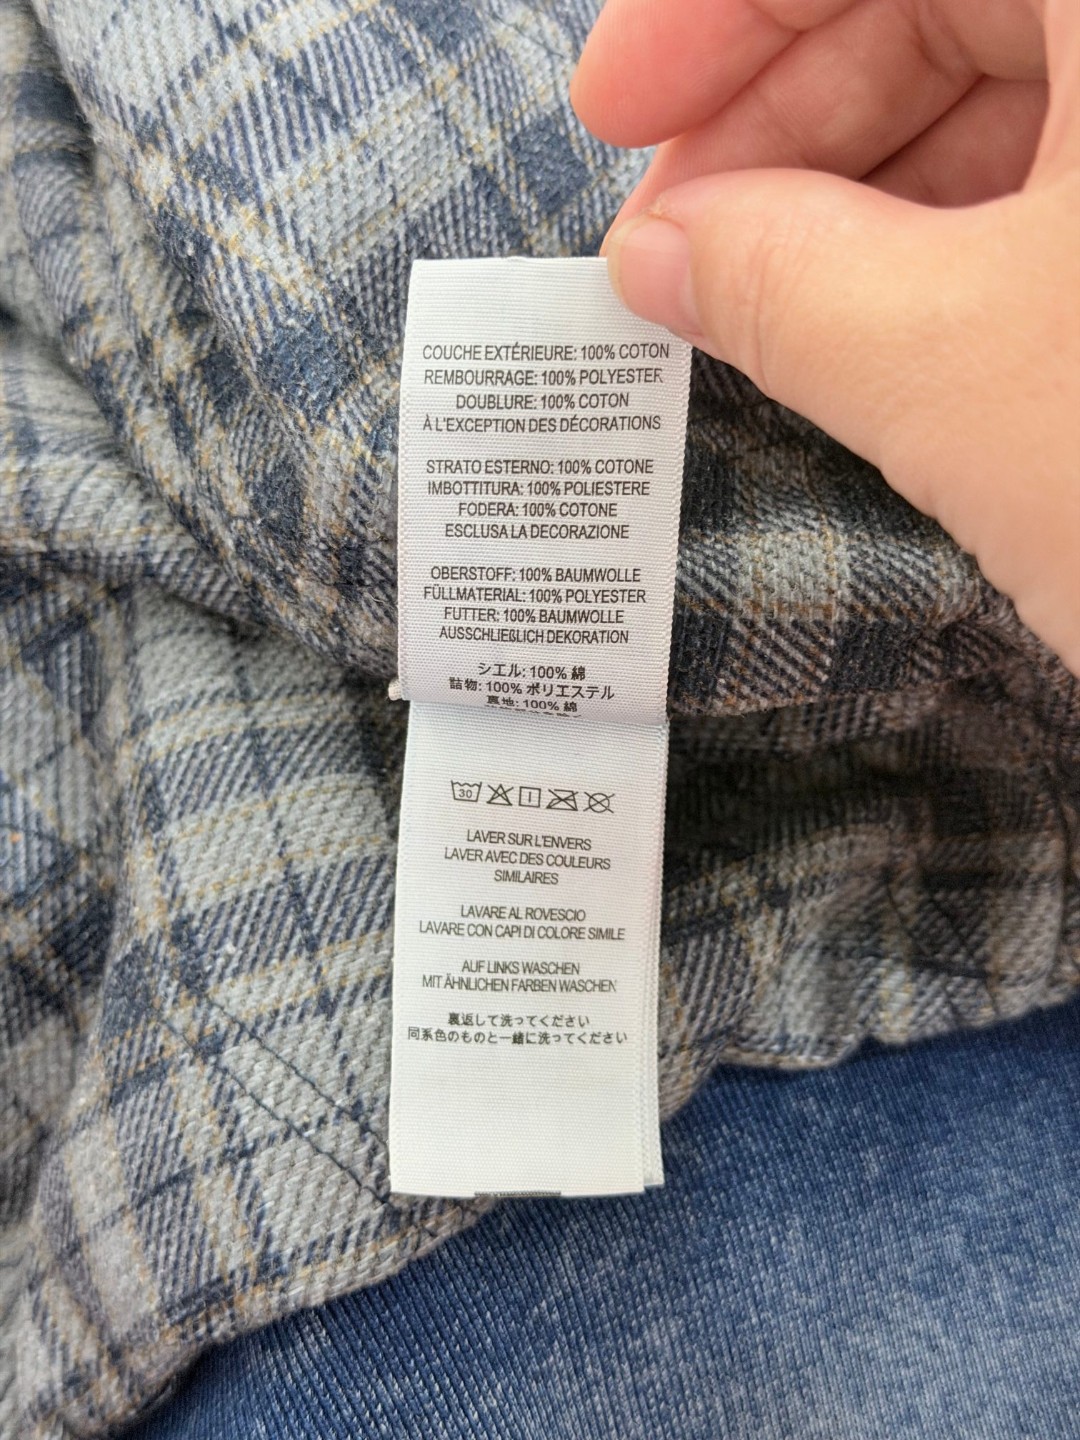 COUCHE EXTÉRIEURE: 100% COTON
REMBOURRAGE: 100% POLYESTER
DOUBLURE: 100% COTON
À L'EXCEPTION DES DÉCORATIONS
STRATO ESTERNO: 100% COTONE
IMBOTTITURA: 100% POLIESTERE
FODERA: 100% COTONE
ESCLUSA LA DECORAZIONE
OBERSTOFF: 100% BAUMWOLLE
FÜLLMATERIAL: 100% POLYESTER
FUTTER: 100% BAUMWOLLE
AUSSCHLIEßLICH DEKORATION
シエル: 100% 綿
詰物: 100% ポリエステル
裏地: 100% 綿
30
LAVER SUR L'ENVERS
LAVER AVEC DES COULEURS
SIMILAIRES
LAVARE AL ROVESCIO
LAVARE CON CAPI DI COLORE SIMILE
AUF LINKS WASCHEN
MIT ÄHNLICHEN FARBEN WASCHEN
裏返して洗ってください
同系色のものと一緒に洗ってください